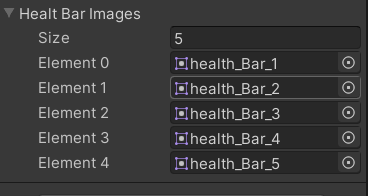 Healt Bar Images
Size 5
Element 0 health_Bar_1
Element 1 health_Bar_2
Element 2 health_Bar_3
Element 3 health_Bar_4
Element 4 health_Bar_5